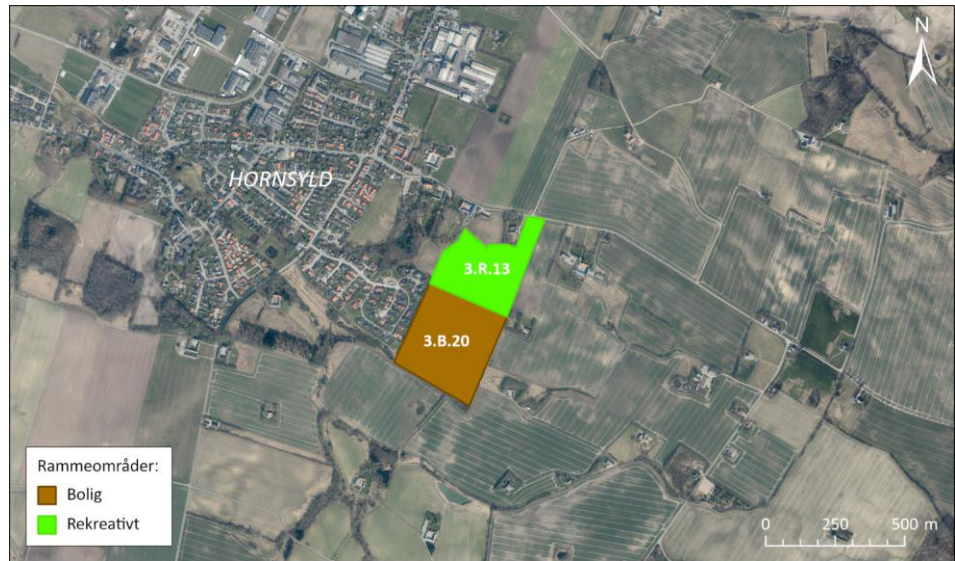 N
HORNSYLD
3.R.13
3.B.20
Rammeområder:
Bolig
Rekreativt
0 250 500 m